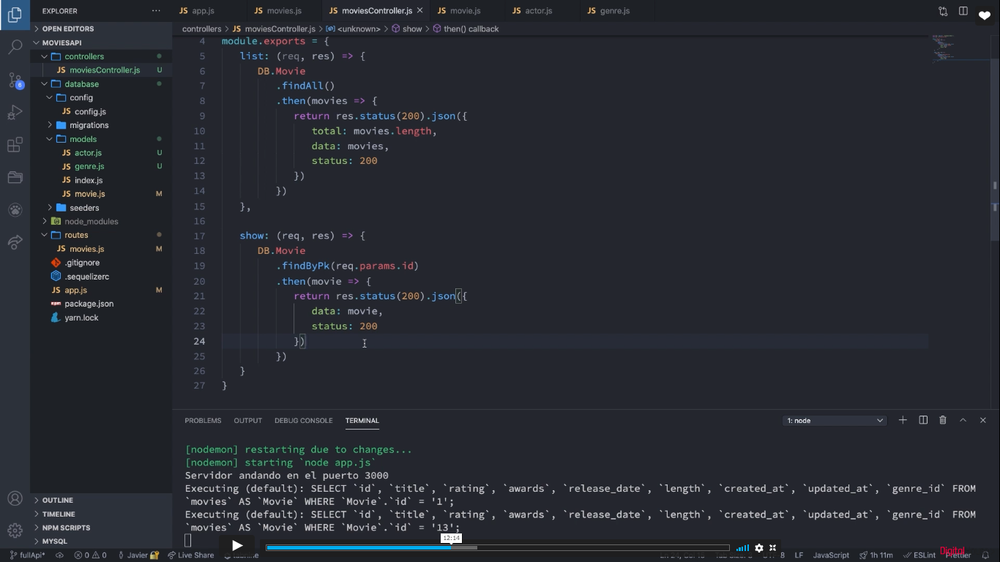 EXPLORER
OPEN EDITORS
MOVIESAPI
controllers
JS moviesController.js U
database
config
JS config.js
migrations
models
JS actor.js U
JS genre.js U
JS index.js
JS movie.js M
seeders
node_modules
routes
JS movies.js M
.gitignore
.sequelizerc
JS app.js M
package.json
yarn.lock
OUTLINE
TIMELINE
NPM SCRIPTS
MYSQL
6
JS app.js JS movies.js JS moviesController.js JS movie.js JS actor.js JS genre.js
controllers > JS moviesController.js > <unknown> > show > then() callback
4 module.exports = {
5 list: (req, res) => {
6 DB.Movie
7 .findAll()
8 .then(movies => {
9 return res.status(200).json({
10 total: movies.length,
11 data: movies,
12 status: 200
13 })
14 })
15 },
16
17 show: (req, res) => {
18 DB.Movie
19 .findByPk(req.params.id)
20 .then(movie => {
21 return res.status(200).json({
22 data: movie,
23 status: 200
24 })
25 })
26 }
27 }
PROBLEMS OUTPUT DEBUG CONSOLE TERMINAL 1: node
[nodemon] restarting due to changes...
[nodemon] starting `node app.js`
Servidor andando en el puerto 3000
Executing (default): SELECT `id`, `title`, `rating`, `awards`, `release_date`, `length`, `created_at`, `updated_at`, `genre_id` FROM
`movies` AS `Movie` WHERE `Movie`.`id` = '1';
Executing (default): SELECT `id`, `title`, `rating`, `awards`, `release_date`, `length`, `created_at`, `updated_at`, `genre_id` FROM
`movies` AS `Movie` WHERE `Movie`.`id` = '13';
12:14
Digital
fullApi* 0 0 Javier Live Share 8 LF JavaScript 1h 11m ESLint Prettier